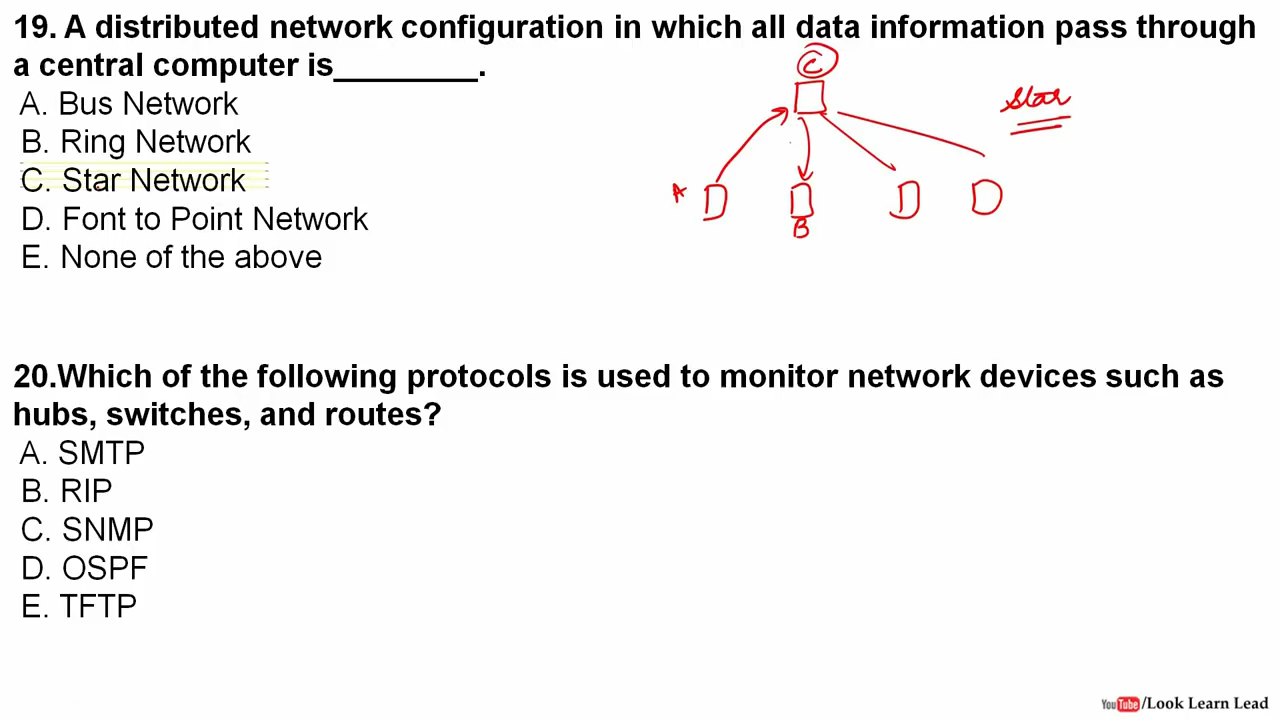 19. A distributed network configuration in which all data information pass through
a central computer is________.
A. Bus Network
B. Ring Network
C. Star Network
D. Font to Point Network
E. None of the above
C
Star
A
B
20.Which of the following protocols is used to monitor network devices such as
hubs, switches, and routes?
A. SMTP
B. RIP
C. SNMP
D. OSPF
E. TFTP
YouTube/Look Learn Lead